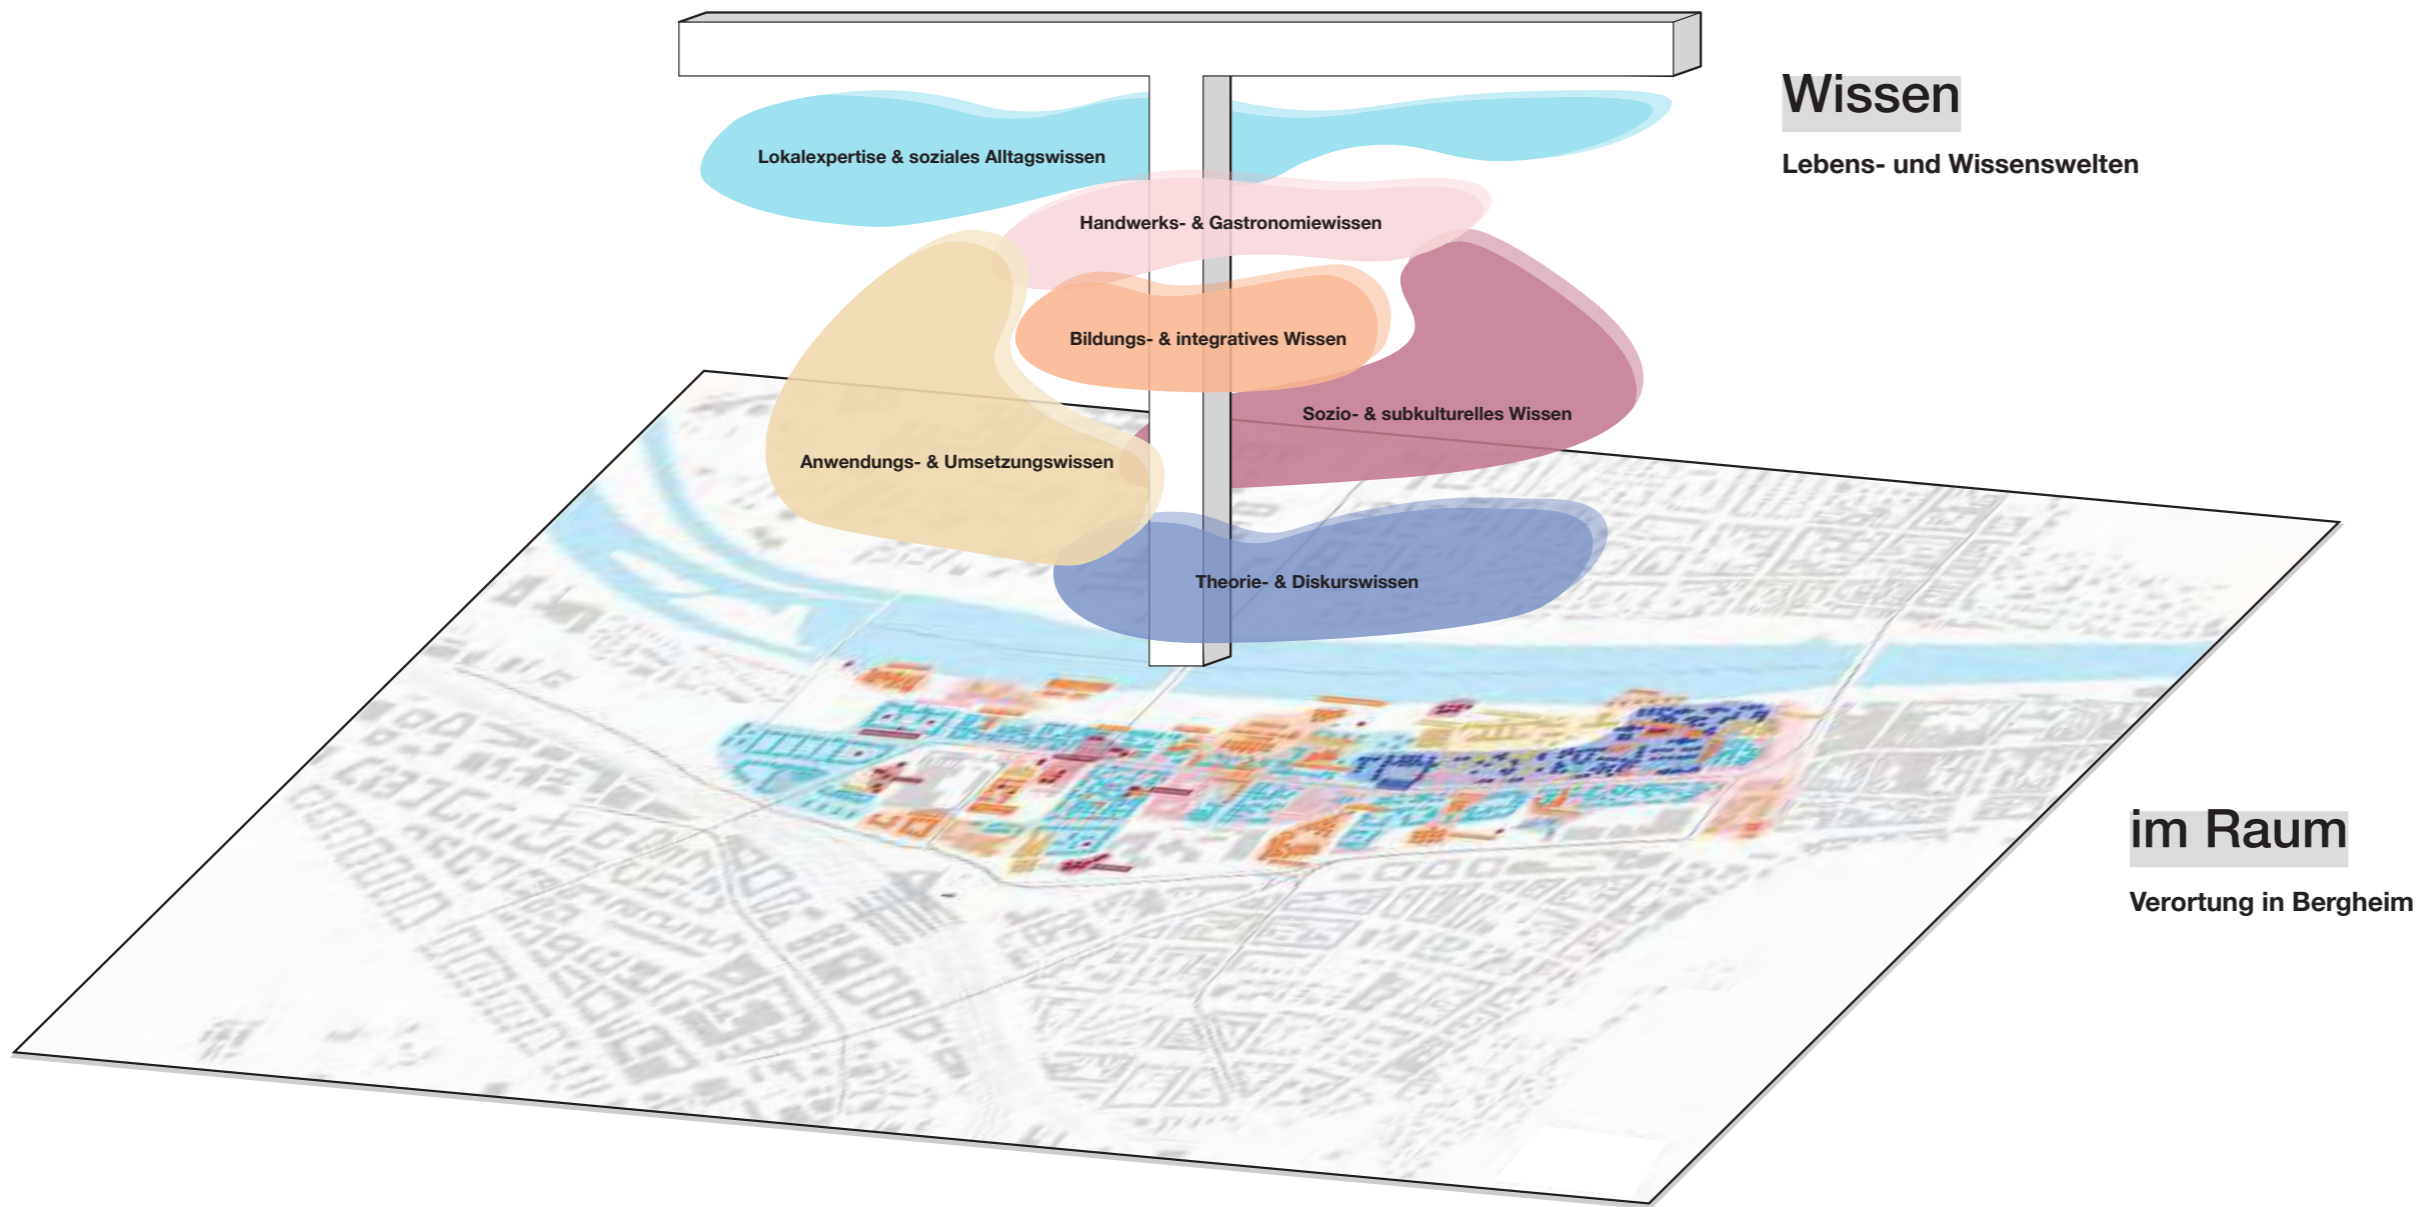 Wissen
Lebens- und Wissenswelten
Lokalexpertise & soziales Alltagswissen
Handwerks- & Gastronomiewissen
Bildungs- & integratives Wissen
Sozio- & subkulturelles Wissen
Anwendungs- & Umsetzungswissen
Theorie- & Diskurswissen
im Raum
Verortung in Bergheim